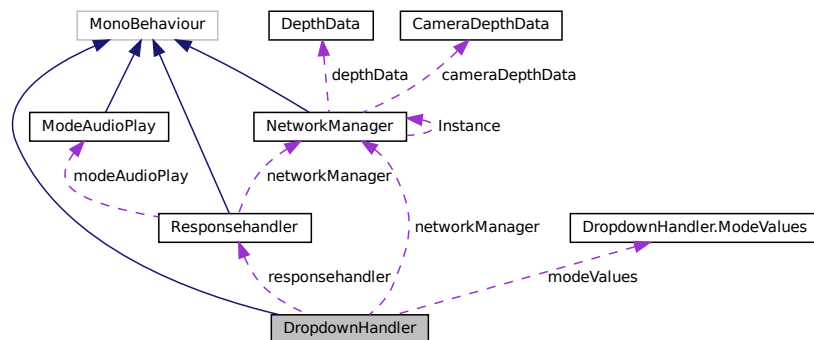 MonoBehaviour
DepthData
CameraDepthData
depthData
cameraDepthData
ModeAudioPlay
NetworkManager
Instance
modeAudioPlay
networkManager
Responsehandler
networkManager
DropdownHandler.ModeValues
responsehandler
modeValues
DropdownHandler